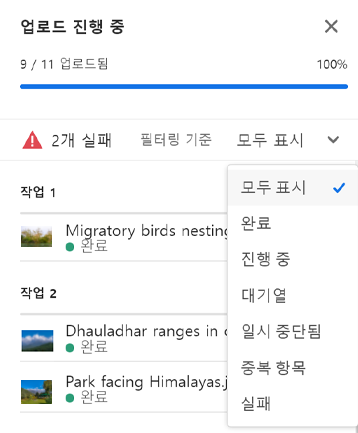 업로드 진행 중
9 / 11 업로드됨 100%
2개 실패 필터링 기준 모두 표시
작업 1
모두 표시
Migratory birds nesting
완료
완료
진행 중
대기열
작업 2
일시 중단됨
Dhauladhar ranges in
완료
중복 항목
Park facing Himalayas.j
완료
실패